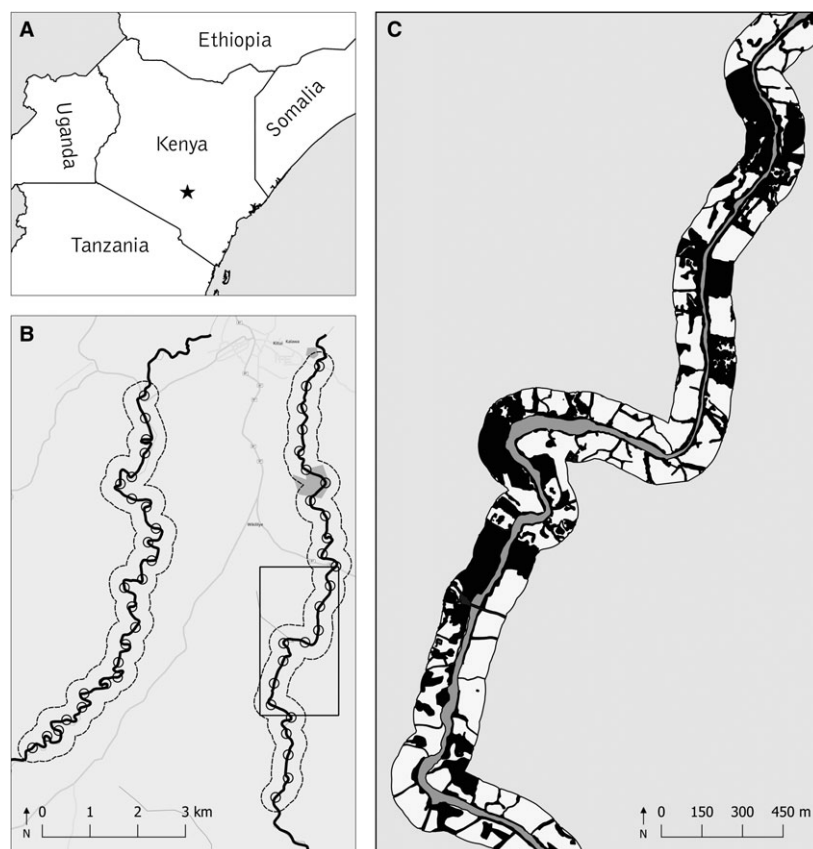 A
Ethiopia
Uganda
Kenya
Somalia
Tanzania
B
N
0 1 2 3 km
C
N
0 150 300 450 m